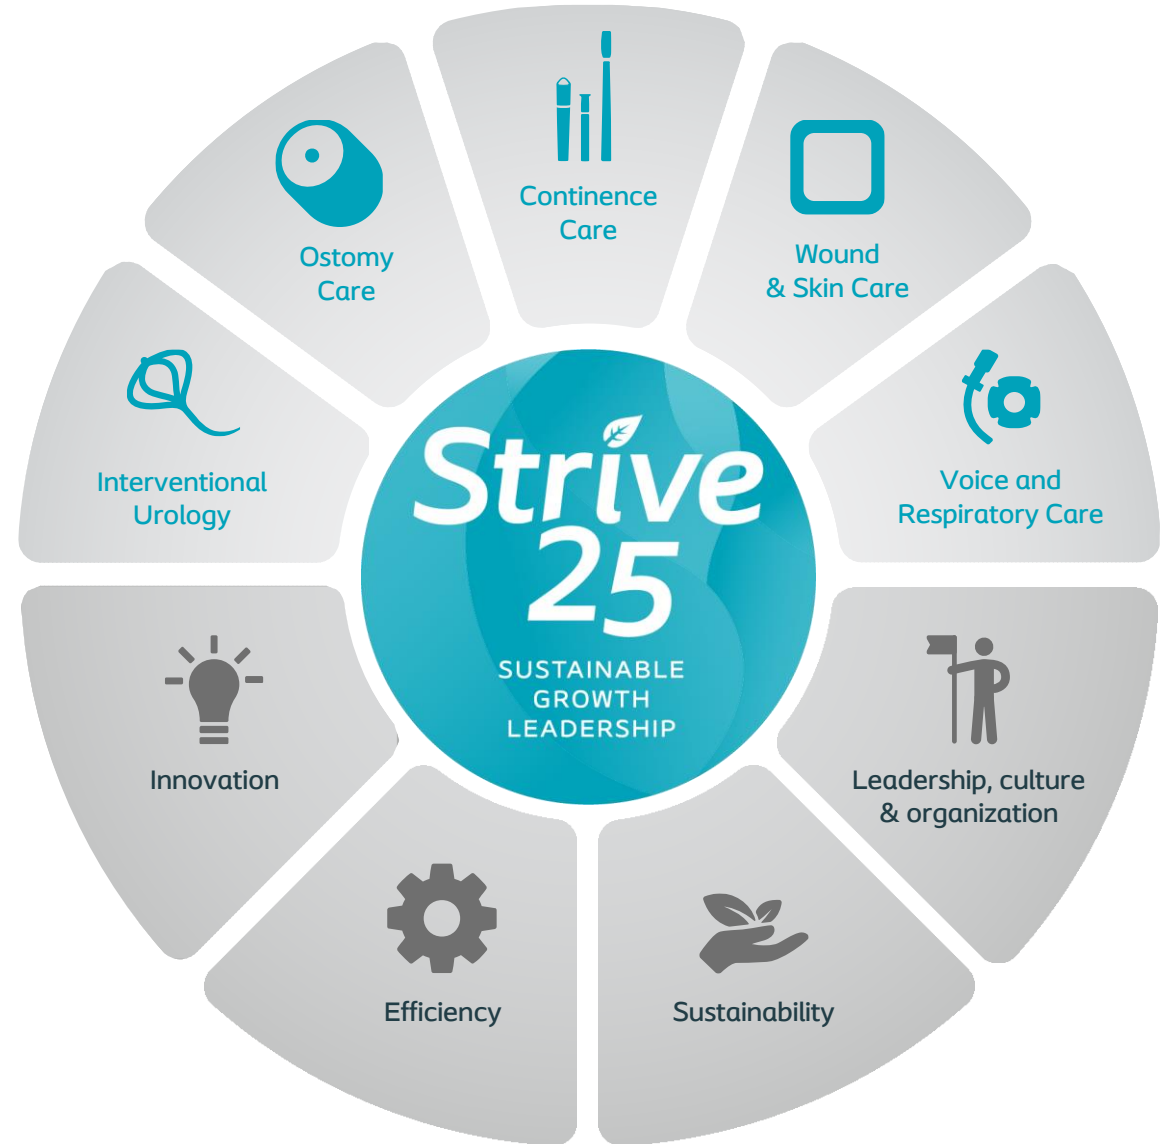 Continence
Care
Ostomy
Care
Wound
& Skin Care
Interventional
Urology
Voice and
Respiratory Care
Strive
25
SUSTAINABLE
GROWTH
LEADERSHIP
Innovation
Leadership, culture
& organization
Efficiency
Sustainability